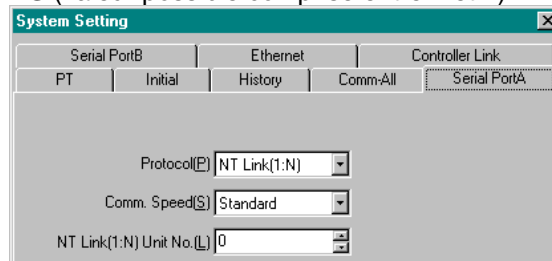 System Setting
Serial PortB Ethernet Controller Link
PT Initial History Comm-All Serial PortA
Protocol(P) NT Link(1:N)
Comm. Speed(S) Standard
NT Link(1:N) Unit No.(L) 0